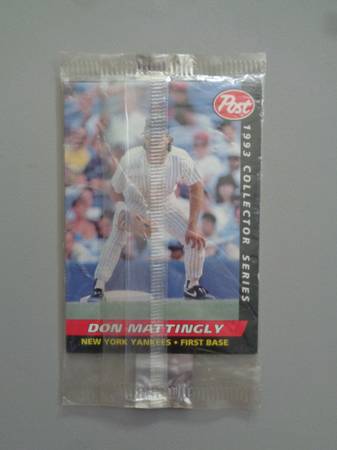 Post
1993 COLLECTOR SERIES
DON MATTINGLY
NEW YORK YANKEES • FIRST BASE